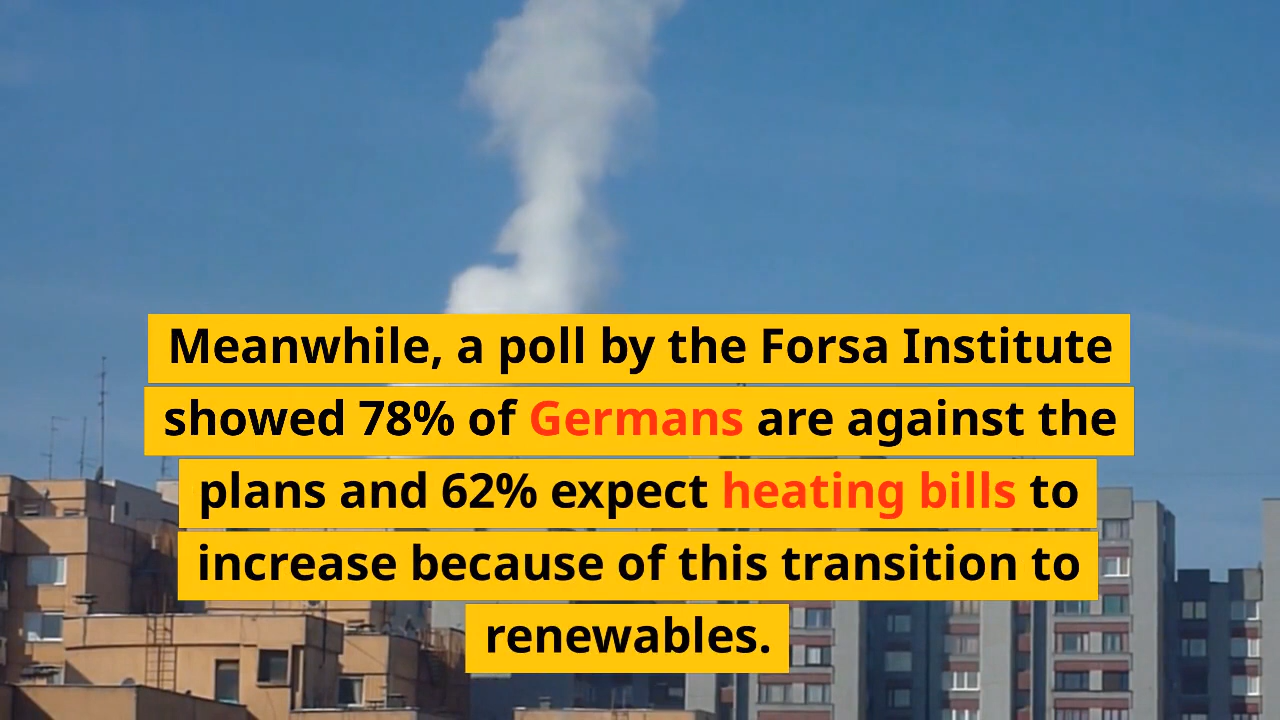 Meanwhile, a poll by the Forsa Institute
showed 78% of Germans are against the
plans and 62% expect heating bills to
increase because of this transition to
renewables.